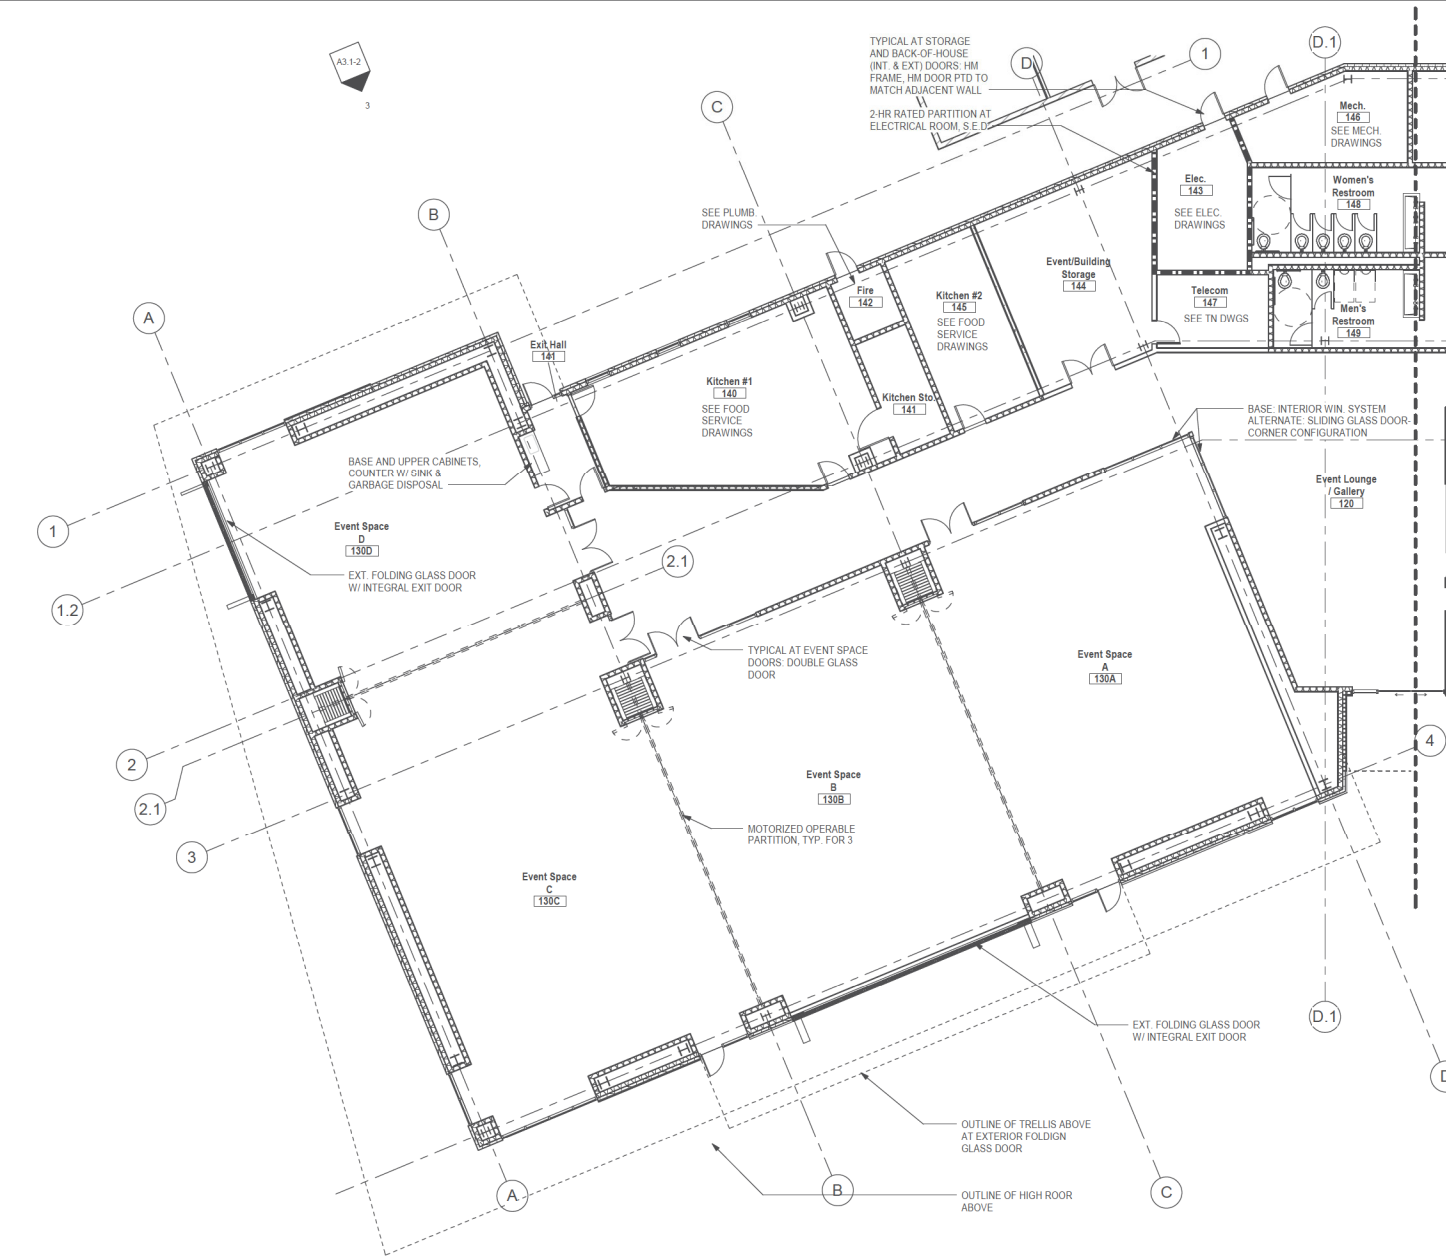 A3.1-2
3
TYPICAL AT STORAGE
AND BACK-OF-HOUSE
(INT. & EXT) DOORS: HM
FRAME, HM DOOR PTD TO
MATCH ADJACENT WALL
2-HR RATED PARTITION AT
ELECTRICAL ROOM, S.E.D.
D
1
D.1
C
B
A
Mech.
146
SEE MECH.
DRAWINGS
Elec.
143
SEE ELEC.
DRAWINGS
Women's
Restroom
148
SEE PLUMB.
DRAWINGS
Event/Building
Storage
144
Fire
142
Kitchen #2
145
SEE FOOD
SERVICE
DRAWINGS
Telecom
147
SEE TN DWGS
Men's
Restroom
149
Exit Hall
141
Kitchen #1
140
SEE FOOD
SERVICE
DRAWINGS
Kitchen Sto.
141
BASE: INTERIOR WIN. SYSTEM
ALTERNATE: SLIDING GLASS DOOR-
CORNER CONFIGURATION
BASE AND UPPER CABINETS,
COUNTER W/ SINK &
GARBAGE DISPOSAL
Event Lounge
/ Gallery
120
1
Event Space
D
130D
EXT. FOLDING GLASS DOOR
W/ INTEGRAL EXIT DOOR
2.1
1.2
TYPICAL AT EVENT SPACE
DOORS: DOUBLE GLASS
DOOR
Event Space
A
130A
4
2
2.1
3
Event Space
B
130B
MOTORIZED OPERABLE
PARTITION, TYP. FOR 3
Event Space
C
130C
EXT. FOLDING GLASS DOOR
W/ INTEGRAL EXIT DOOR
D.1
OUTLINE OF TRELLIS ABOVE
AT EXTERIOR FOLDIGN
GLASS DOOR
OUTLINE OF HIGH ROOR
ABOVE
A
B
C